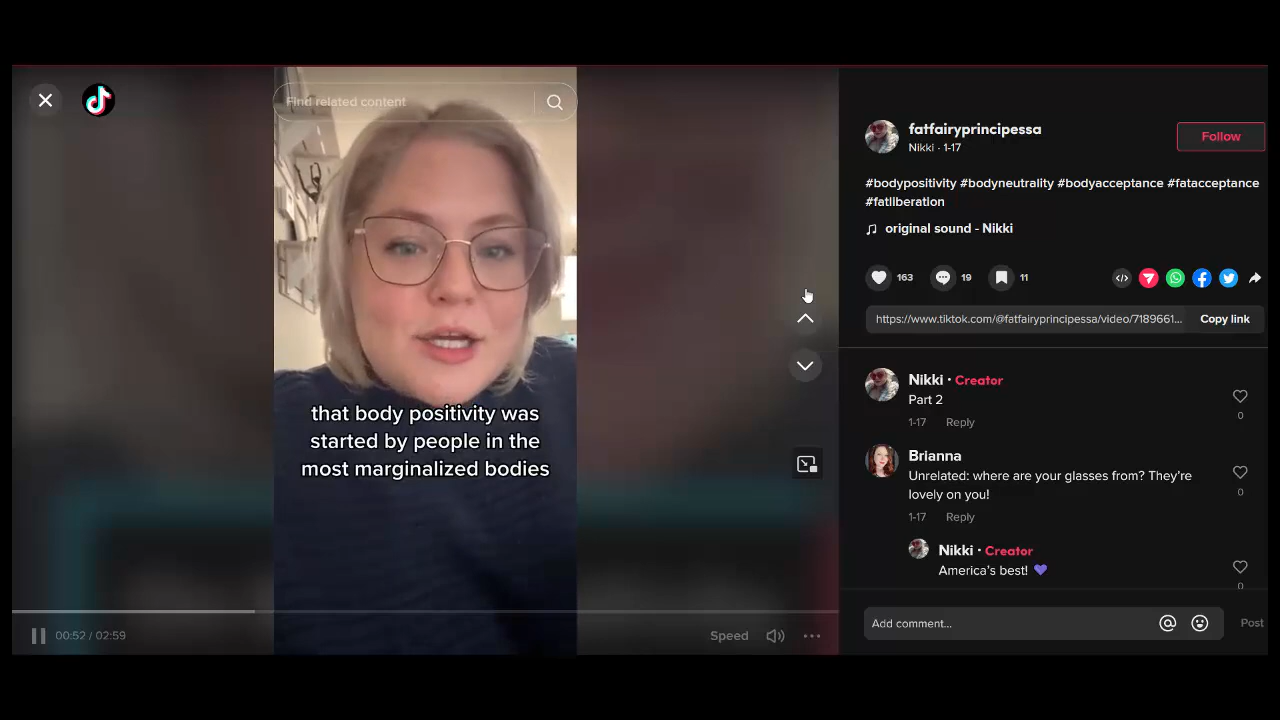 Find related content
that body positivity was
started by people in the
most marginalized bodies
00:52 / 02:59
Speed
fatfairyprincipessa
Nikki · 1-17
Follow
#bodypositivity #bodyneutrality #bodyacceptance #fatacceptance
#fatliberation
original sound - Nikki
163
19
11
https://www.tiktok.com/@fatfairyprincipessa/video/7189661...
Copy link
Nikki · Creator
Part 2
0
1-17 Reply
Brianna
Unrelated: where are your glasses from? They're
lovely on you!
0
1-17 Reply
Nikki · Creator
America's best! 💜
0
Add comment...
Post